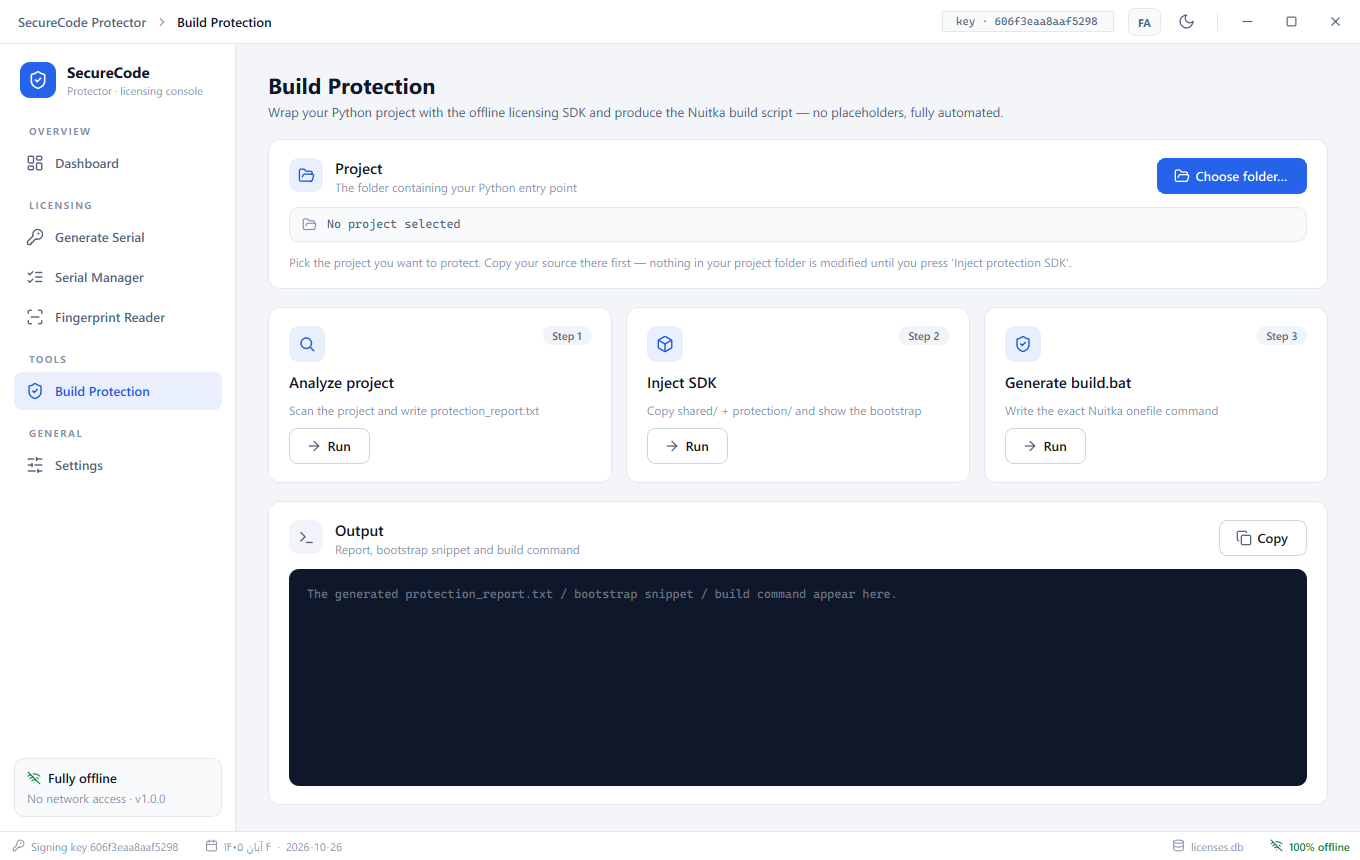 SecureCode Protector > Build Protection
key · 606f3eaa8aaf5298
FA
SecureCode
Protector · licensing console
OVERVIEW
Dashboard
LICENSING
Generate Serial
Serial Manager
Fingerprint Reader
TOOLS
Build Protection
GENERAL
Settings
Fully offline
No network access · v1.0.0
Build Protection
Wrap your Python project with the offline licensing SDK and produce the Nuitka build script — no placeholders, fully automated.
Project
The folder containing your Python entry point
Choose folder...
No project selected
Pick the project you want to protect. Copy your source there first — nothing in your project folder is modified until you press 'Inject protection SDK'.
Step 1
Analyze project
Scan the project and write protection_report.txt
Run
Step 2
Inject SDK
Copy shared/ + protection/ and show the bootstrap
Run
Step 3
Generate build.bat
Write the exact Nuitka onefile command
Run
Output
Report, bootstrap snippet and build command
Copy
The generated protection_report.txt / bootstrap snippet / build command appear here.
Signing key 606f3eaa8aaf5298
۴ آبان ۱۴۰۵ · 2026-10-26
licenses.db
100% offline